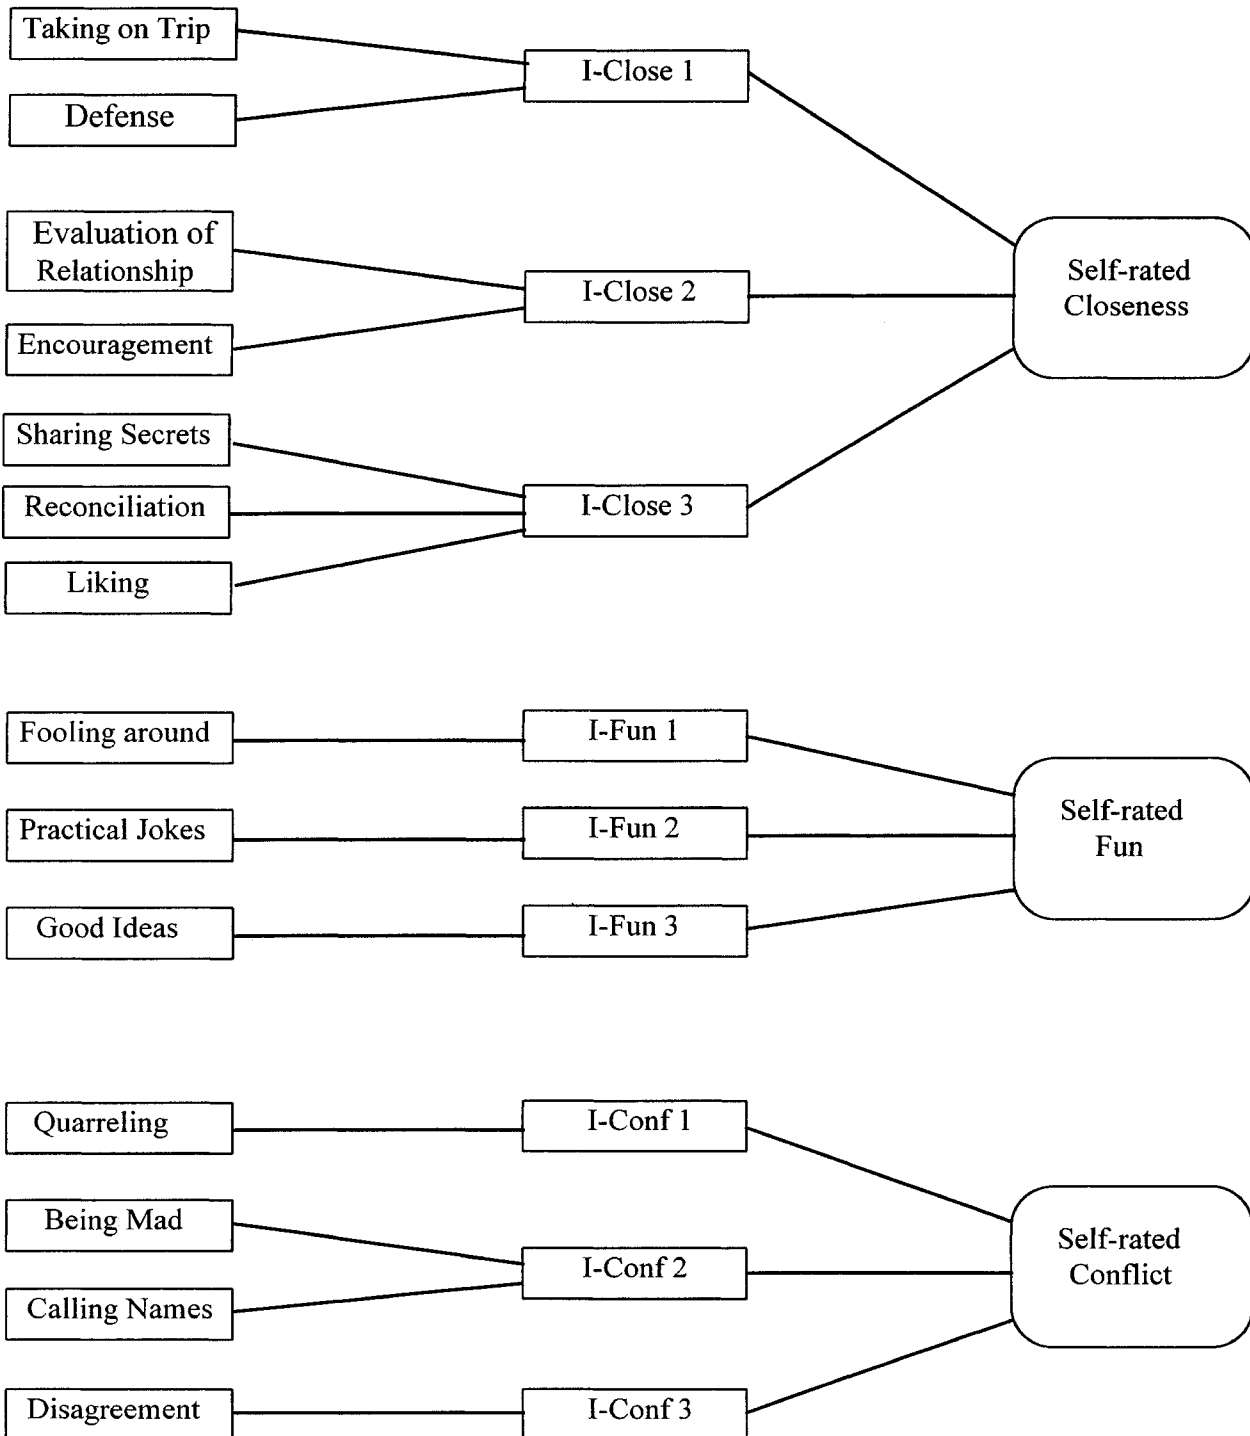 Taking on Trip
Defense
I-Close 1
Evaluation of
Relationship
Encouragement
I-Close 2
Sharing Secrets
Reconciliation
Liking
I-Close 3
Self-rated
Closeness
Fooling around
I-Fun 1
Practical Jokes
I-Fun 2
Good Ideas
I-Fun 3
Self-rated
Fun
Quarreling
I-Conf 1
Being Mad
Calling Names
I-Conf 2
Disagreement
I-Conf 3
Self-rated
Conflict